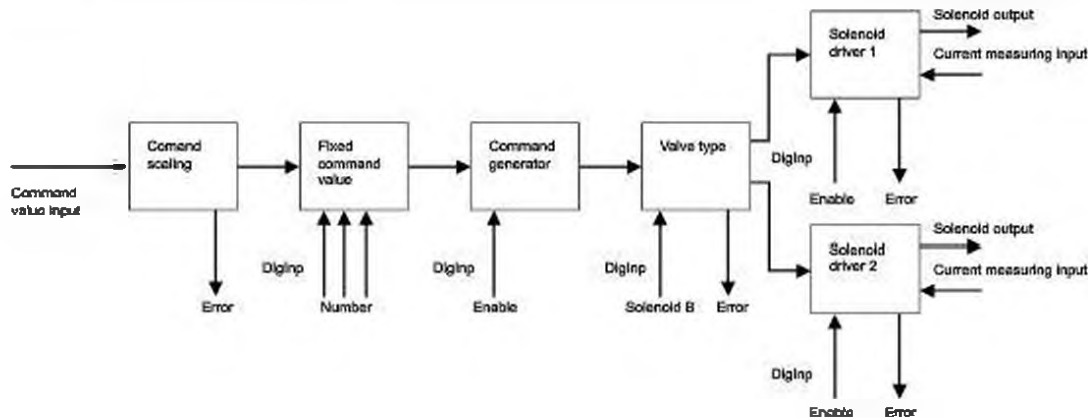 Solenoid output
Solenoid
driver 1
Current measuring input
Comand
scaling
Fixed
command
value
Command
generator
Valve type
DigInp
Command
value input
Enable
Error
Solenoid output
Solenoid
driver 2
DigInp
DigInp
DigInp
Current measuring input
Error
Number
Enable
Solenoid B
Error
DigInp
Enable
Error